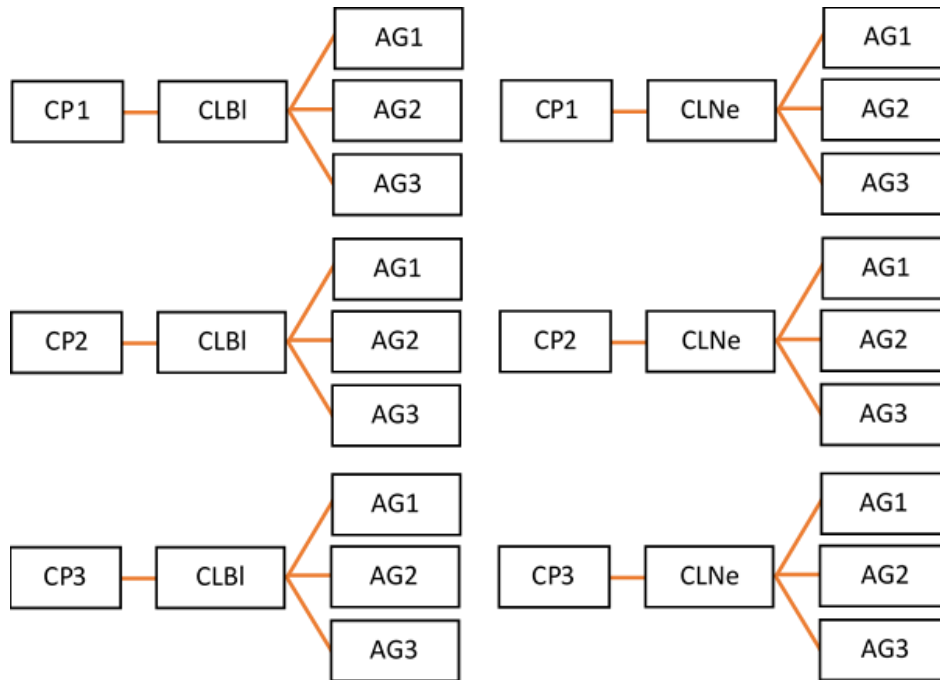 AG1
CP1 CLBl AG2
AG3
AG1
CP1 CLNe AG2
AG3
AG1
CP2 CLBl AG2
AG3
AG1
CP2 CLNe AG2
AG3
AG1
CP3 CLBl AG2
AG3
AG1
CP3 CLNe AG2
AG3